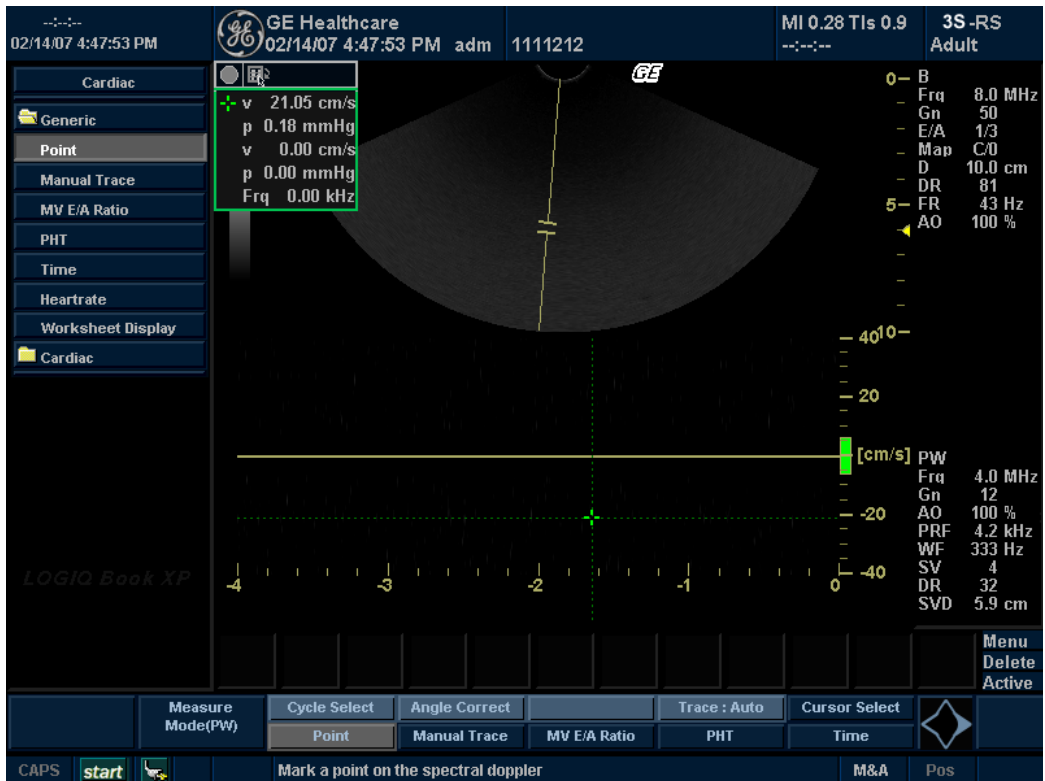 --:--:--
02/14/07 4:47:53 PM
GE Healthcare
02/14/07 4:47:53 PM adm 1111212
MI 0.28 TIs 0.9
--:--:--
3S-RS
Adult
Cardiac
Generic
Point
Manual Trace
MV E/A Ratio
PHT
Time
Heartrate
Worksheet Display
Cardiac
LOGIQ Book XP
v 21.05 cm/s
p 0.18 mmHg
v 0.00 cm/s
p 0.00 mmHg
Frq 0.00 kHz
GE
0
5
10
B
Frq 8.0 MHz
Gn 50
E/A 1/3
Map C/0
D 10.0 cm
DR 81
FR 43 Hz
AO 100 %
40
20
[cm/s]
-20
-40
-4 -3 -2 -1 0
PW
Frq 4.0 MHz
Gn 12
AO 100 %
PRF 4.2 kHz
WF 333 Hz
SV 4
DR 32
SVD 5.9 cm
Menu
Delete
Active
Measure
Mode(PW)
Cycle Select
Angle Correct
Trace : Auto
Cursor Select
Point
Manual Trace
MV E/A Ratio
PHT
Time
CAPS
start
Mark a point on the spectral doppler
M&A
Pos